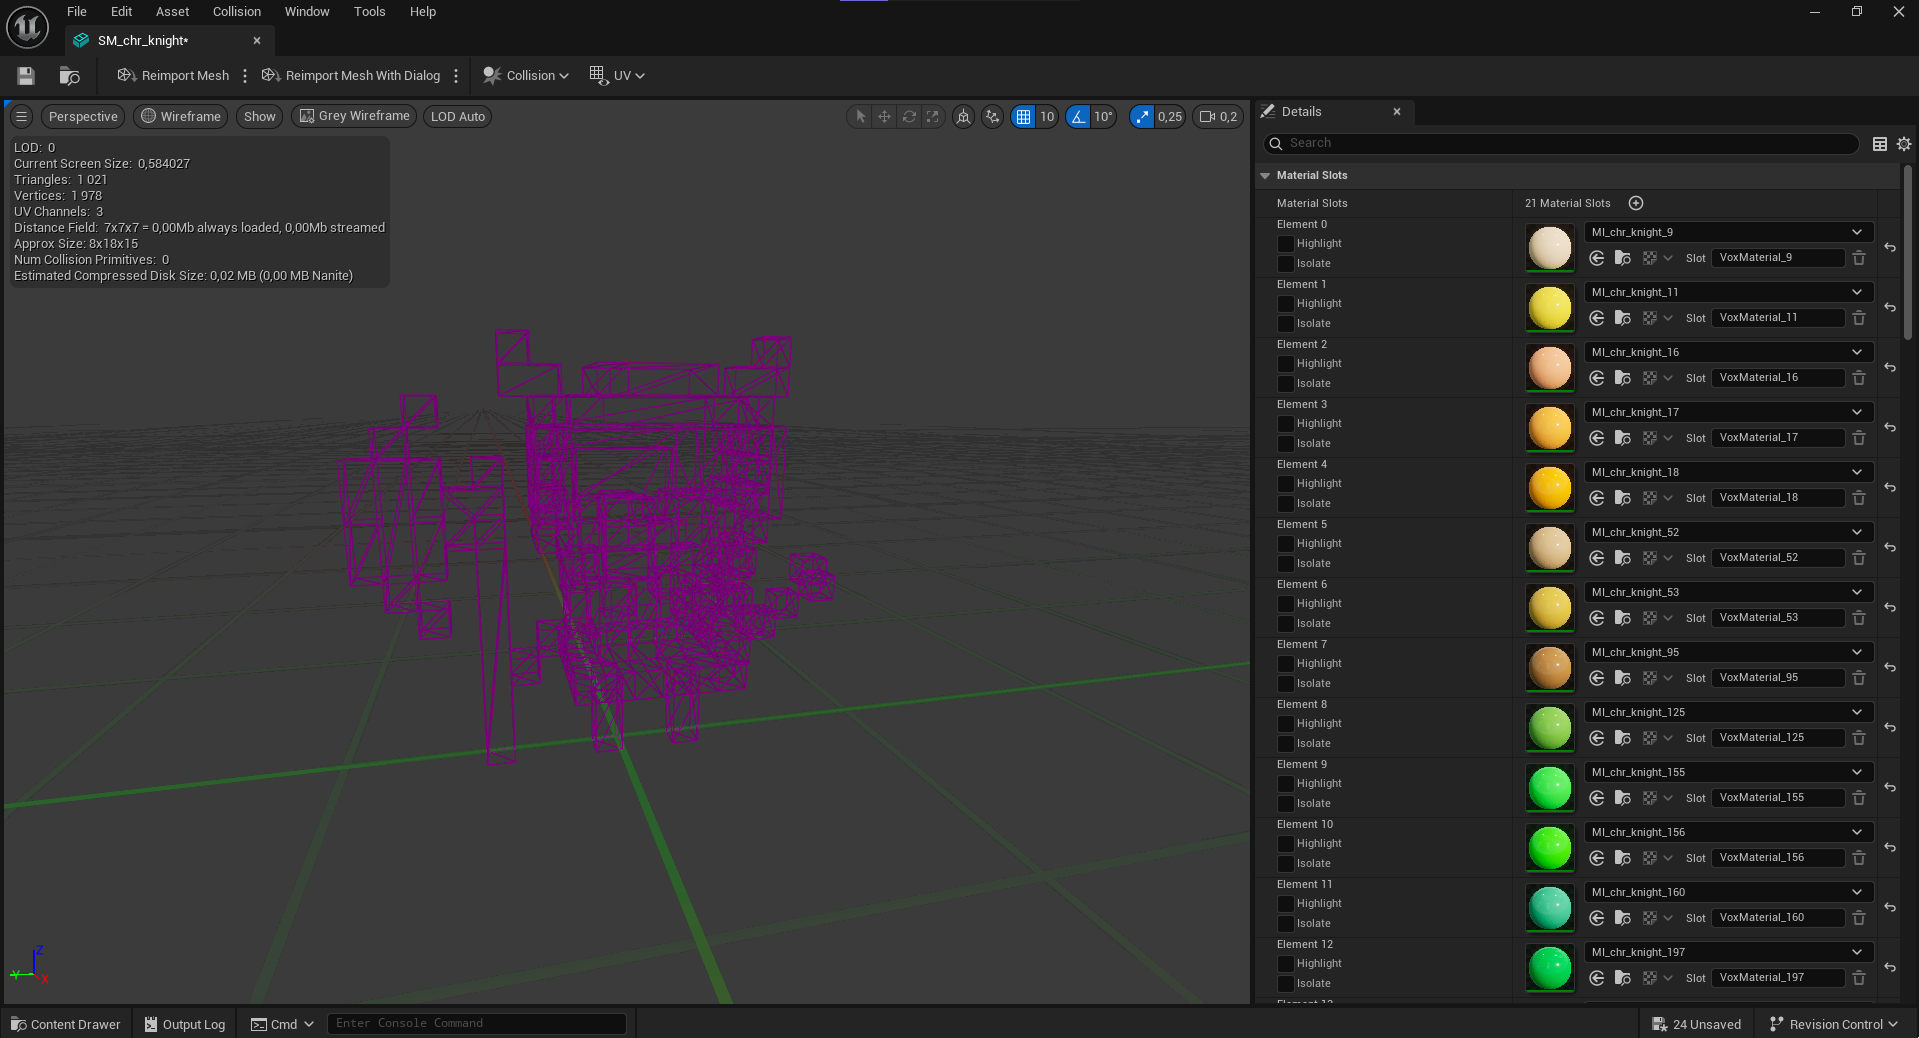 File Edit Asset Collision Window Tools Help
SM_chr_knight*
Reimport Mesh Reimport Mesh With Dialog Collision UV
Perspective Wireframe Show Grey Wireframe LOD Auto 10 10° 0,25 0,2
LOD: 0
Current Screen Size: 0,584027
Triangles: 1 021
Vertices: 1 978
UV Channels: 3
Distance Field: 7x7x7 = 0,00Mb always loaded, 0,00Mb streamed
Approx Size: 8x18x15
Num Collision Primitives: 0
Estimated Compressed Disk Size: 0,02 MB (0,00 MB Nanite)
Z
Y
X
Details
Search
Material Slots
Material Slots 21 Material Slots
Element 0
Highlight
Isolate
MI_chr_knight_9
Slot VoxMaterial_9
Element 1
Highlight
Isolate
MI_chr_knight_11
Slot VoxMaterial_11
Element 2
Highlight
Isolate
MI_chr_knight_16
Slot VoxMaterial_16
Element 3
Highlight
Isolate
MI_chr_knight_17
Slot VoxMaterial_17
Element 4
Highlight
Isolate
MI_chr_knight_18
Slot VoxMaterial_18
Element 5
Highlight
Isolate
MI_chr_knight_52
Slot VoxMaterial_52
Element 6
Highlight
Isolate
MI_chr_knight_53
Slot VoxMaterial_53
Element 7
Highlight
Isolate
MI_chr_knight_95
Slot VoxMaterial_95
Element 8
Highlight
Isolate
MI_chr_knight_125
Slot VoxMaterial_125
Element 9
Highlight
Isolate
MI_chr_knight_155
Slot VoxMaterial_155
Element 10
Highlight
Isolate
MI_chr_knight_156
Slot VoxMaterial_156
Element 11
Highlight
Isolate
MI_chr_knight_160
Slot VoxMaterial_160
Element 12
Highlight
Isolate
MI_chr_knight_197
Slot VoxMaterial_197
Content Drawer Output Log Cmd Enter Console Command 24 Unsaved Revision Control